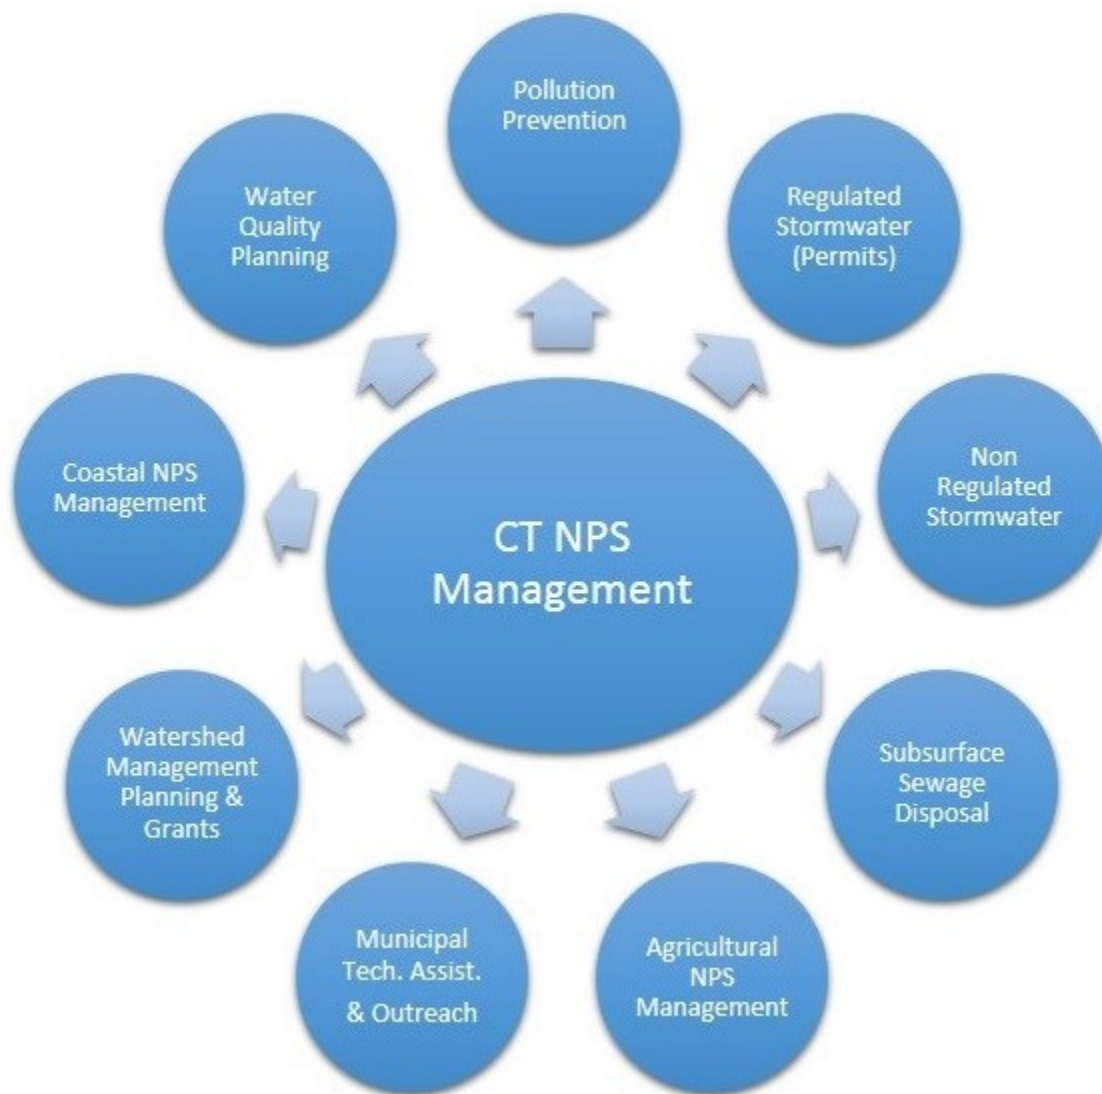 Pollution
Prevention
Regulated
Stormwater
(Permits)
Non
Regulated
Stormwater
Subsurface
Sewage
Disposal
Agricultural
NPS
Management
Municipal
Tech. Assist.
& Outreach
Watershed
Management
Planning &
Grants
Coastal NPS
Management
Water
Quality
Planning
CT NPS
Management